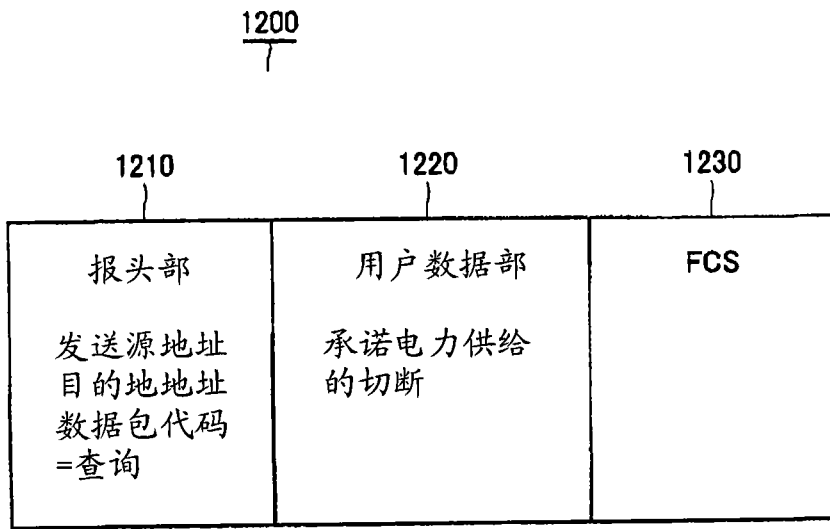 1200
1210
1220
1230
报头部
用户数据部
FCS
发送源地址
目的地地址
数据包代码
=查询
承诺电力供给
的切断